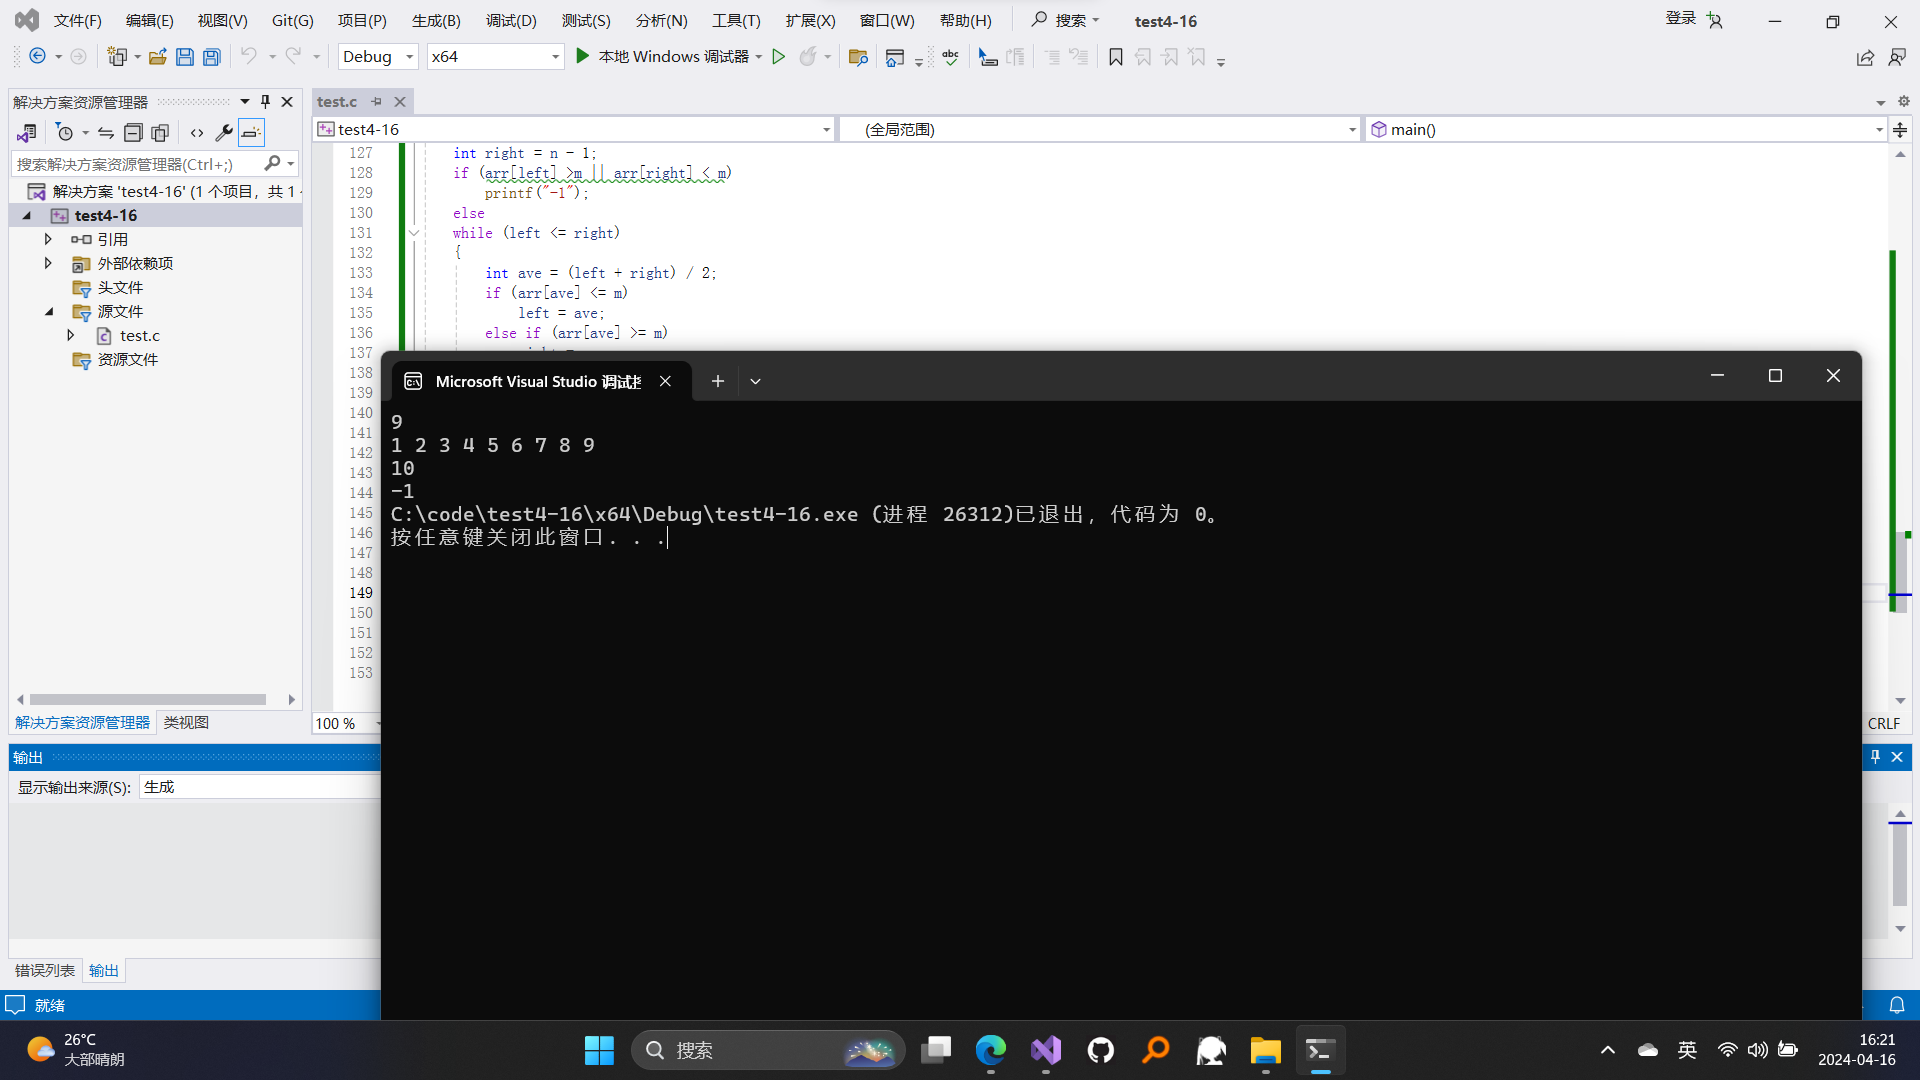 文件(F) 编辑(E) 视图(V) Git(G) 项目(P) 生成(B) 调试(D) 测试(S) 分析(N) 工具(T) 扩展(X) 窗口(W) 帮助(H) 搜索 test4-16 登录
Debug x64 本地 Windows 调试器
解决方案资源管理器
搜索解决方案资源管理器(Ctrl+;)
解决方案 'test4-16' (1 个项目，共 1
test4-16
引用
外部依赖项
头文件
源文件
test.c
资源文件
解决方案资源管理器 类视图
test.c
test4-16 (全局范围) main()
127 int right = n - 1;
128 if (arr[left] >m || arr[right] < m)
129 printf("-1");
130 else
131 while (left <= right)
132 {
133 int ave = (left + right) / 2;
134 if (arr[ave] <= m)
135 left = ave;
136 else if (arr[ave] >= m)
137
138
139
140
141
142
143
144
145
146
147
148
149
150
151
152
153
100 % CRLF
Microsoft Visual Studio 调试
9
1 2 3 4 5 6 7 8 9
10
-1
C:\code\test4-16\x64\Debug\test4-16.exe (进程 26312)已退出，代码为 0。
按任意键关闭此窗口. . .
输出
显示输出来源(S): 生成
错误列表 输出
就绪
26°C
大部晴朗
搜索
英
16:21
2024-04-16